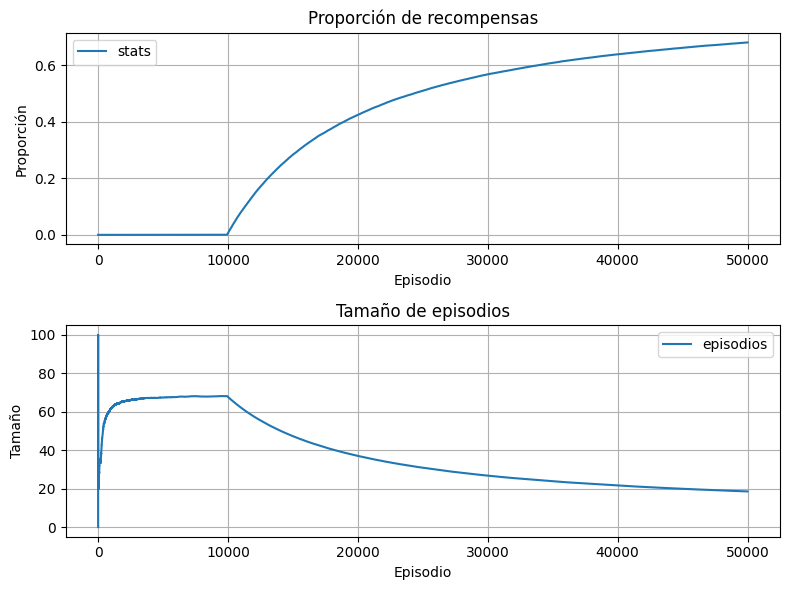 Proporción de recompensas
stats
Proporción
0.6
0.4
0.2
0.0
0 10000 20000 30000 40000 50000
Episodio
Tamaño de episodios
episodios
Tamaño
100
80
60
40
20
0
0 10000 20000 30000 40000 50000
Episodio